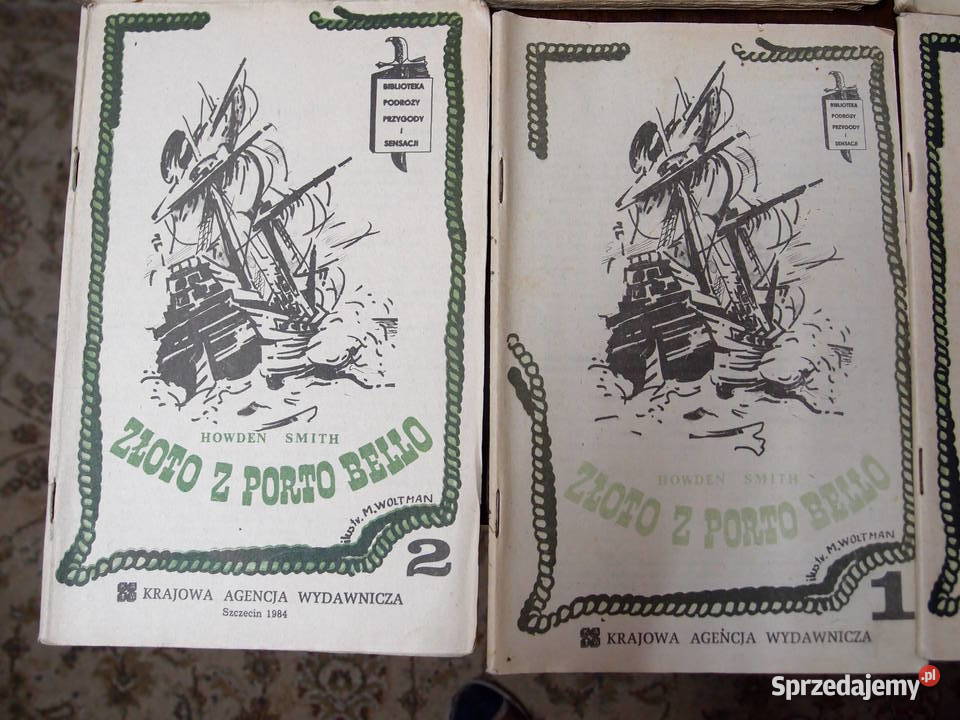 BIBLIOTEKA
PODRÓŻY
PRZYGODY
I
SENSACJI
HOWDEN SMITH
ZŁOTO Z PORTO BELLO
ilustr. M. WOLTMAN
2
KRAJOWA AGENCJA WYDAWNICZA
Szczecin 1984
BIBLIOTEKA
PODRÓŻY
PRZYGODY
I
SENSACJI
HOWDEN SMITH
ZŁOTO Z PORTO BELLO
ilustr. M. WOLTMAN
1
KRAJOWA AGENCJA WYDAWNICZA
Sprzedajemy.pl